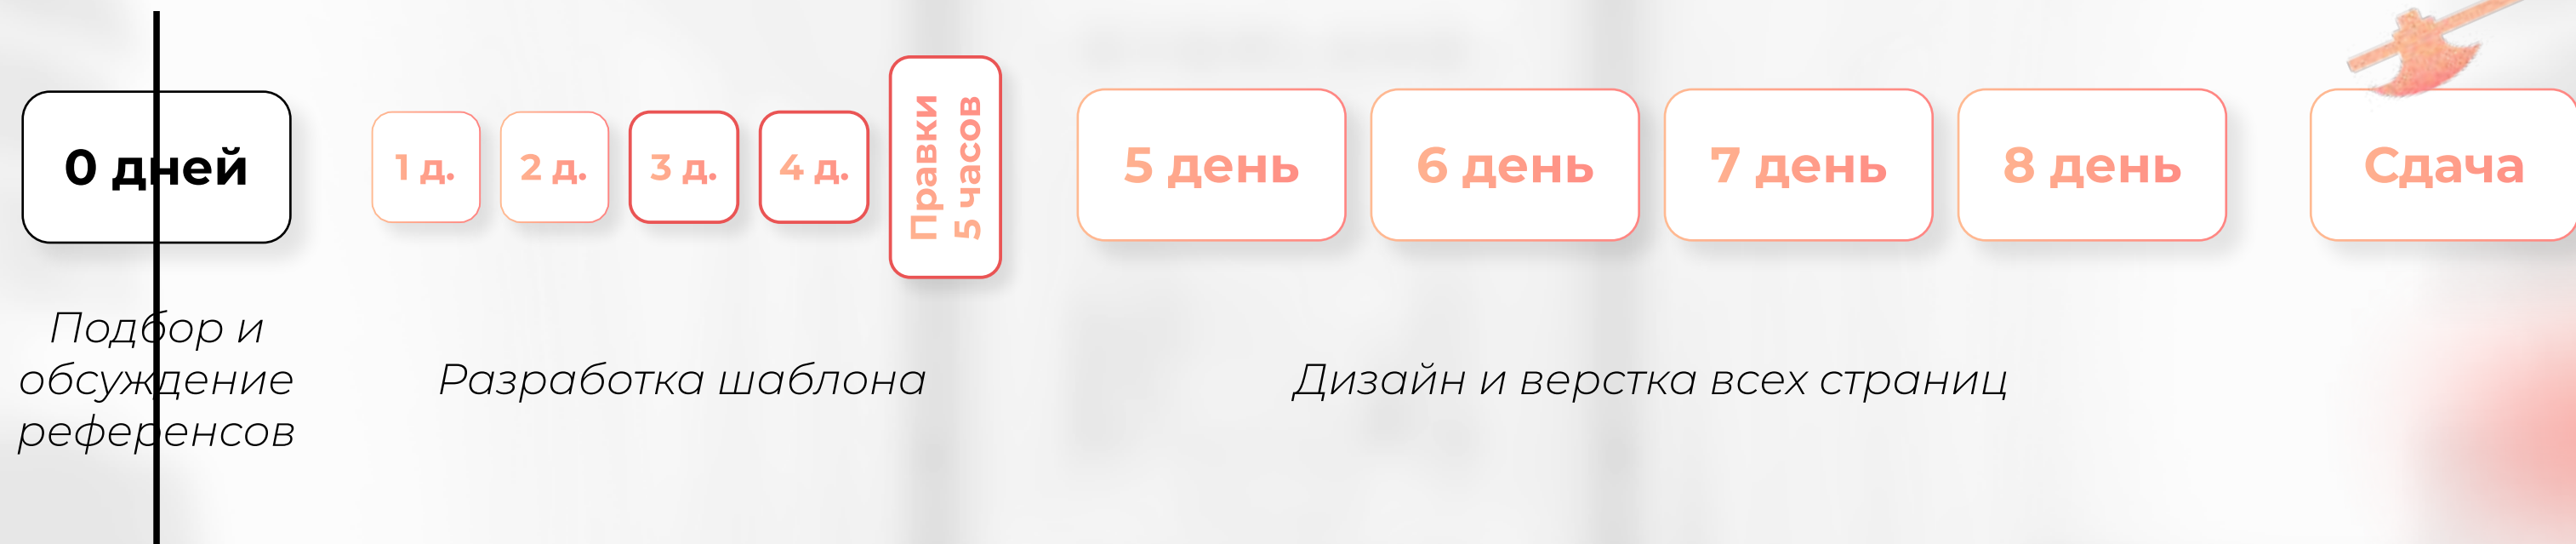 0 дней
1 д.
2 д.
3 д.
4 д.
Правки
5 часов
5 день
6 день
7 день
8 день
Сдача
Подбор и
обсуждение
референсов
Разработка шаблона
Дизайн и верстка всех страниц